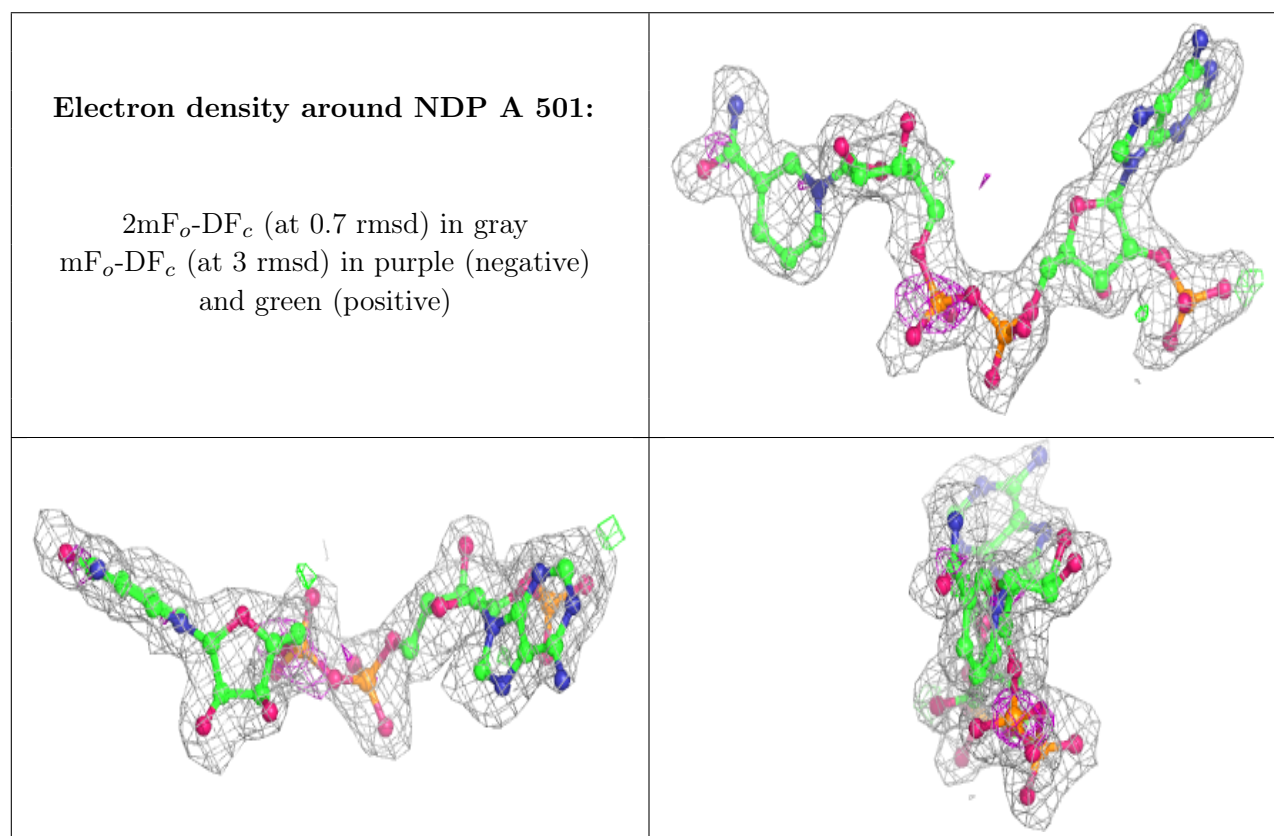 Electron density around NDP A 501:
2mFo-DFc (at 0.7 rmsd) in gray
mFo-DFc (at 3 rmsd) in purple (negative)
and green (positive)